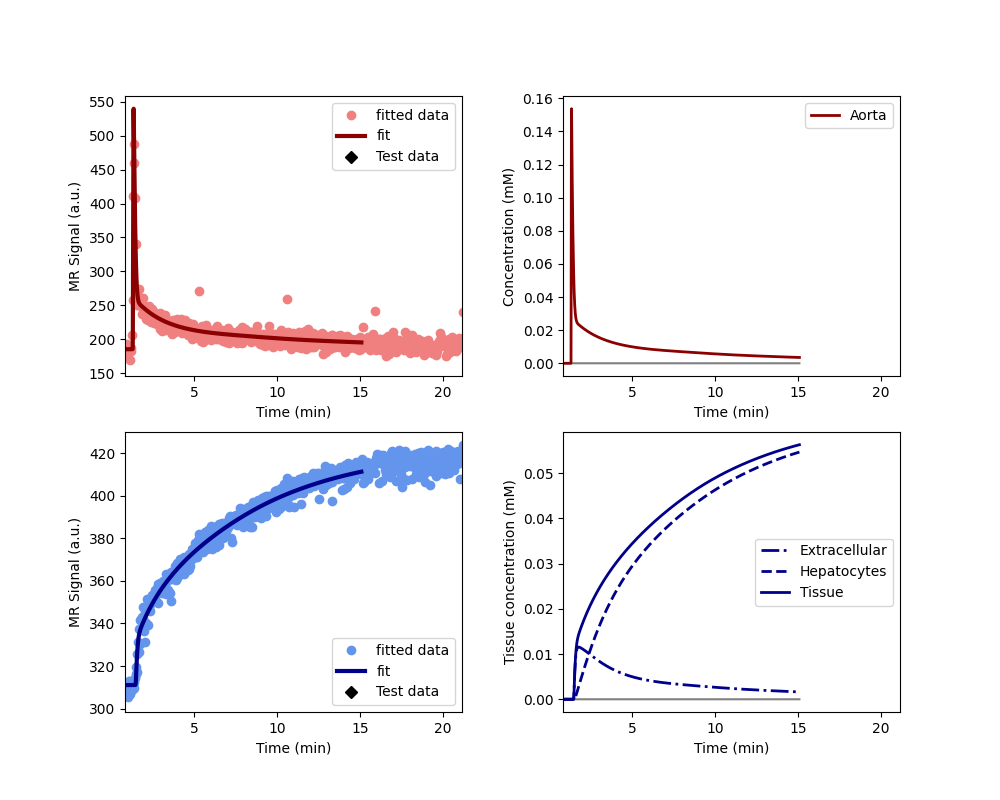 550
500
450
400
350
300
250
200
150
MR Signal (a.u.)
5
10
15
20
Time (min)
fitted data
fit
Test data
0.16
0.14
0.12
0.10
0.08
0.06
0.04
0.02
0.00
Concentration (mM)
5
10
15
20
Time (min)
Aorta
420
400
380
360
340
320
300
MR Signal (a.u.)
5
10
15
20
Time (min)
fitted data
fit
Test data
0.05
0.04
0.03
0.02
0.01
0.00
Tissue concentration (mM)
5
10
15
20
Time (min)
Extracellular
Hepatocytes
Tissue